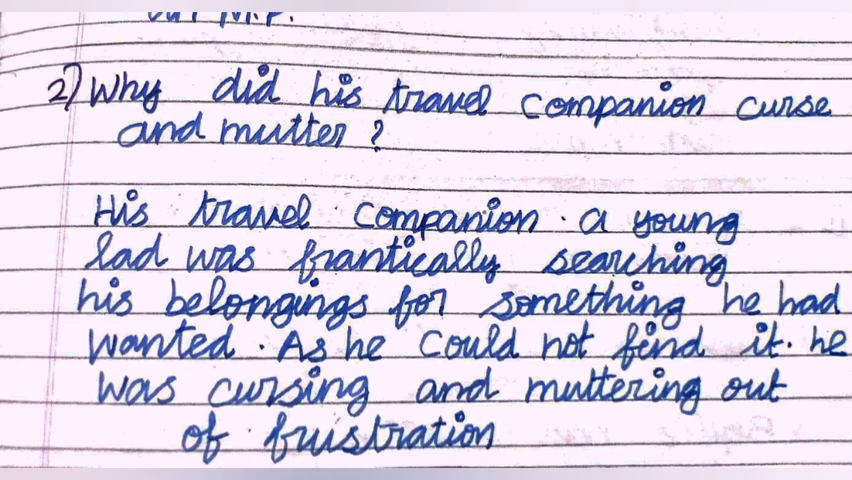 2) Why did his travel companion curse
and mutter ?
His travel companion . a young
lad was frantically searching
his belongings for something he had
wanted . As he could not find it . he
was cursing and muttering out
of frustration